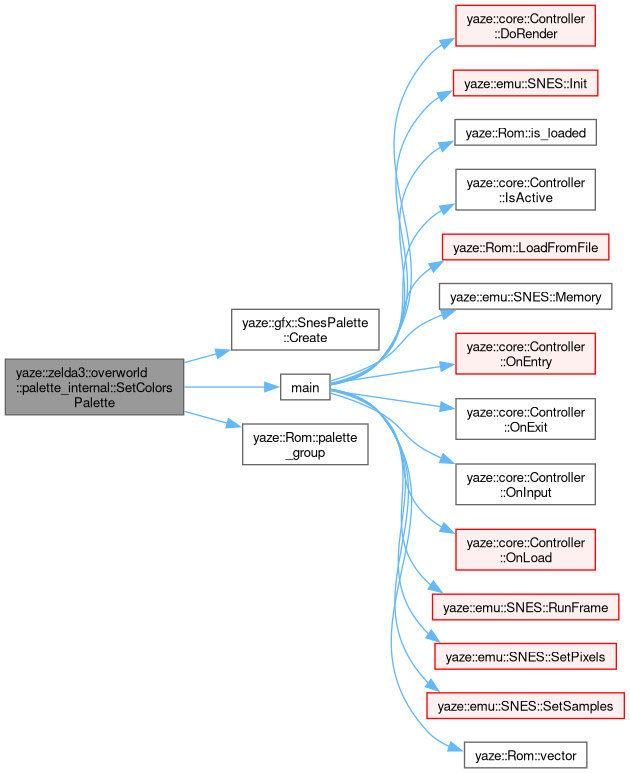 yaze::zelda3::overworld
::palette_internal::SetColors
Palette
yaze::gfx::SnesPalette
::Create
main
yaze::Rom::palette
_group
yaze::core::Controller
::DoRender
yaze::emu::SNES::Init
yaze::Rom::is_loaded
yaze::core::Controller
::IsActive
yaze::Rom::LoadFromFile
yaze::emu::SNES::Memory
yaze::core::Controller
::OnEntry
yaze::core::Controller
::OnExit
yaze::core::Controller
::OnInput
yaze::core::Controller
::OnLoad
yaze::emu::SNES::RunFrame
yaze::emu::SNES::SetPixels
yaze::emu::SNES::SetSamples
yaze::Rom::vector